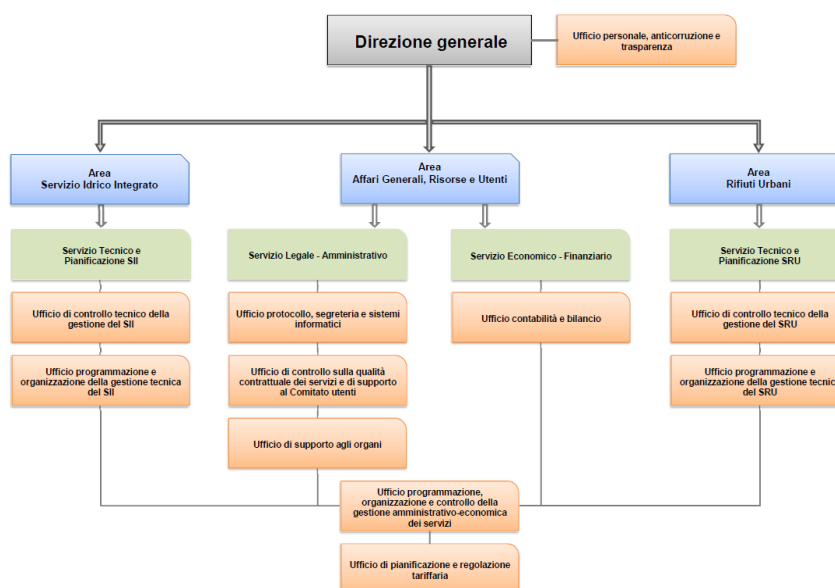 Direzione generale
Ufficio personale, anticorruzione e
trasparenza
Area
Servizio Idrico Integrato
Area
Affari Generali, Risorse e Utenti
Area
Rifiuti Urbani
Servizio Tecnico e
Pianificazione SII
Servizio Legale - Amministrativo
Servizio Economico - Finanziario
Servizio Tecnico e
Pianificazione SRU
Ufficio di controllo tecnico della
gestione del SII
Ufficio protocollo, segreteria e sistemi
informatici
Ufficio contabilità e bilancio
Ufficio di controllo tecnico della
gestione del SRU
Ufficio programmazione e
organizzazione della gestione tecnica
del SII
Ufficio di controllo sulla qualità
contrattuale dei servizi e di supporto
al Comitato utenti
Ufficio programmazione e
organizzazione della gestione tecnica
del SRU
Ufficio di supporto agli organi
Ufficio programmazione,
organizzazione e controllo della
gestione amministrativo-economica
dei servizi
Ufficio di pianificazione e regolazione
tariffaria